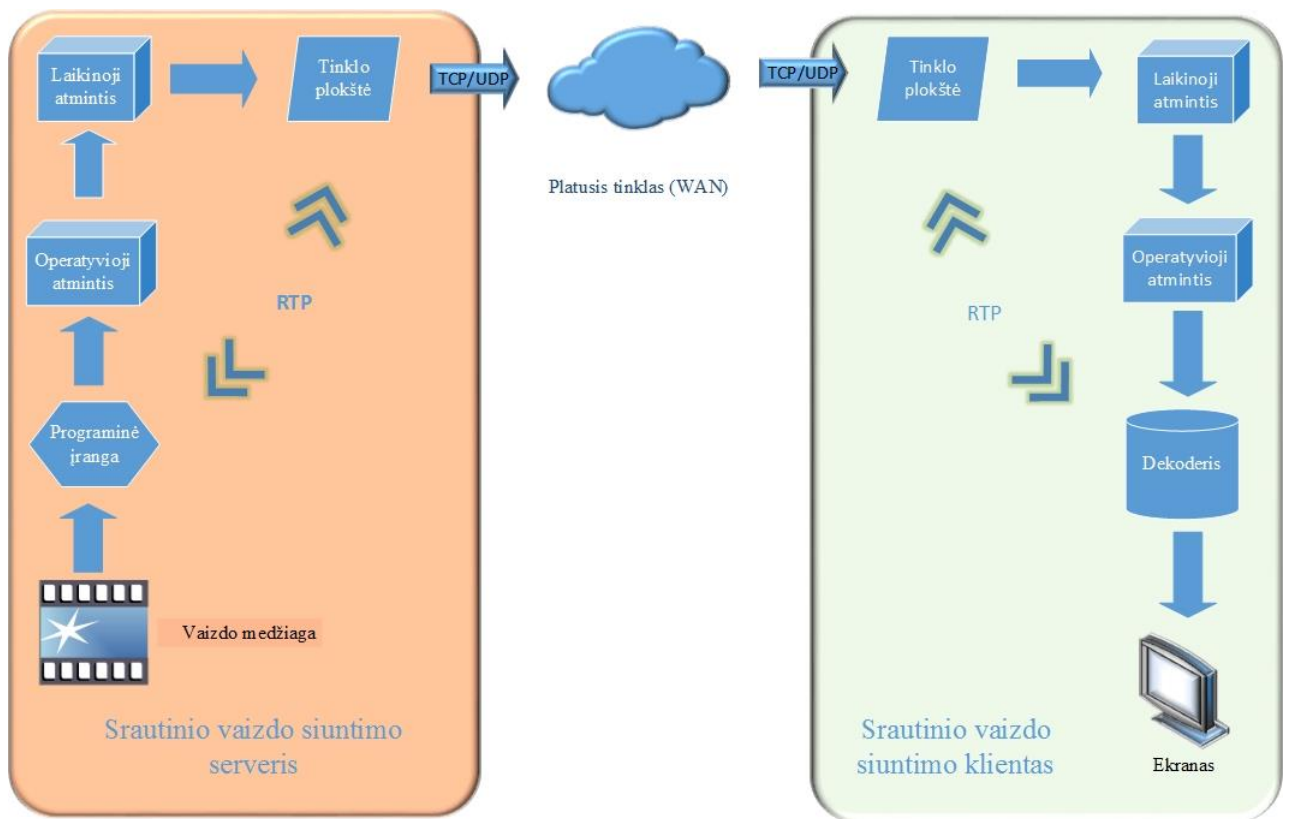 Laikinoji
atmintis
Tinklo
plokštė
TCP/UDP
Platusis tinklas (WAN)
TCP/UDP
Tinklo
plokštė
Laikinoji
atmintis
Operatyvioji
atmintis
RTP
Programinė
įranga
Vaizdo medžiaga
Srautinio vaizdo siuntimo
serveris
Operatyvioji
atmintis
RTP
Dekoderis
Ekranas
Srautinio vaizdo
siuntimo klientas